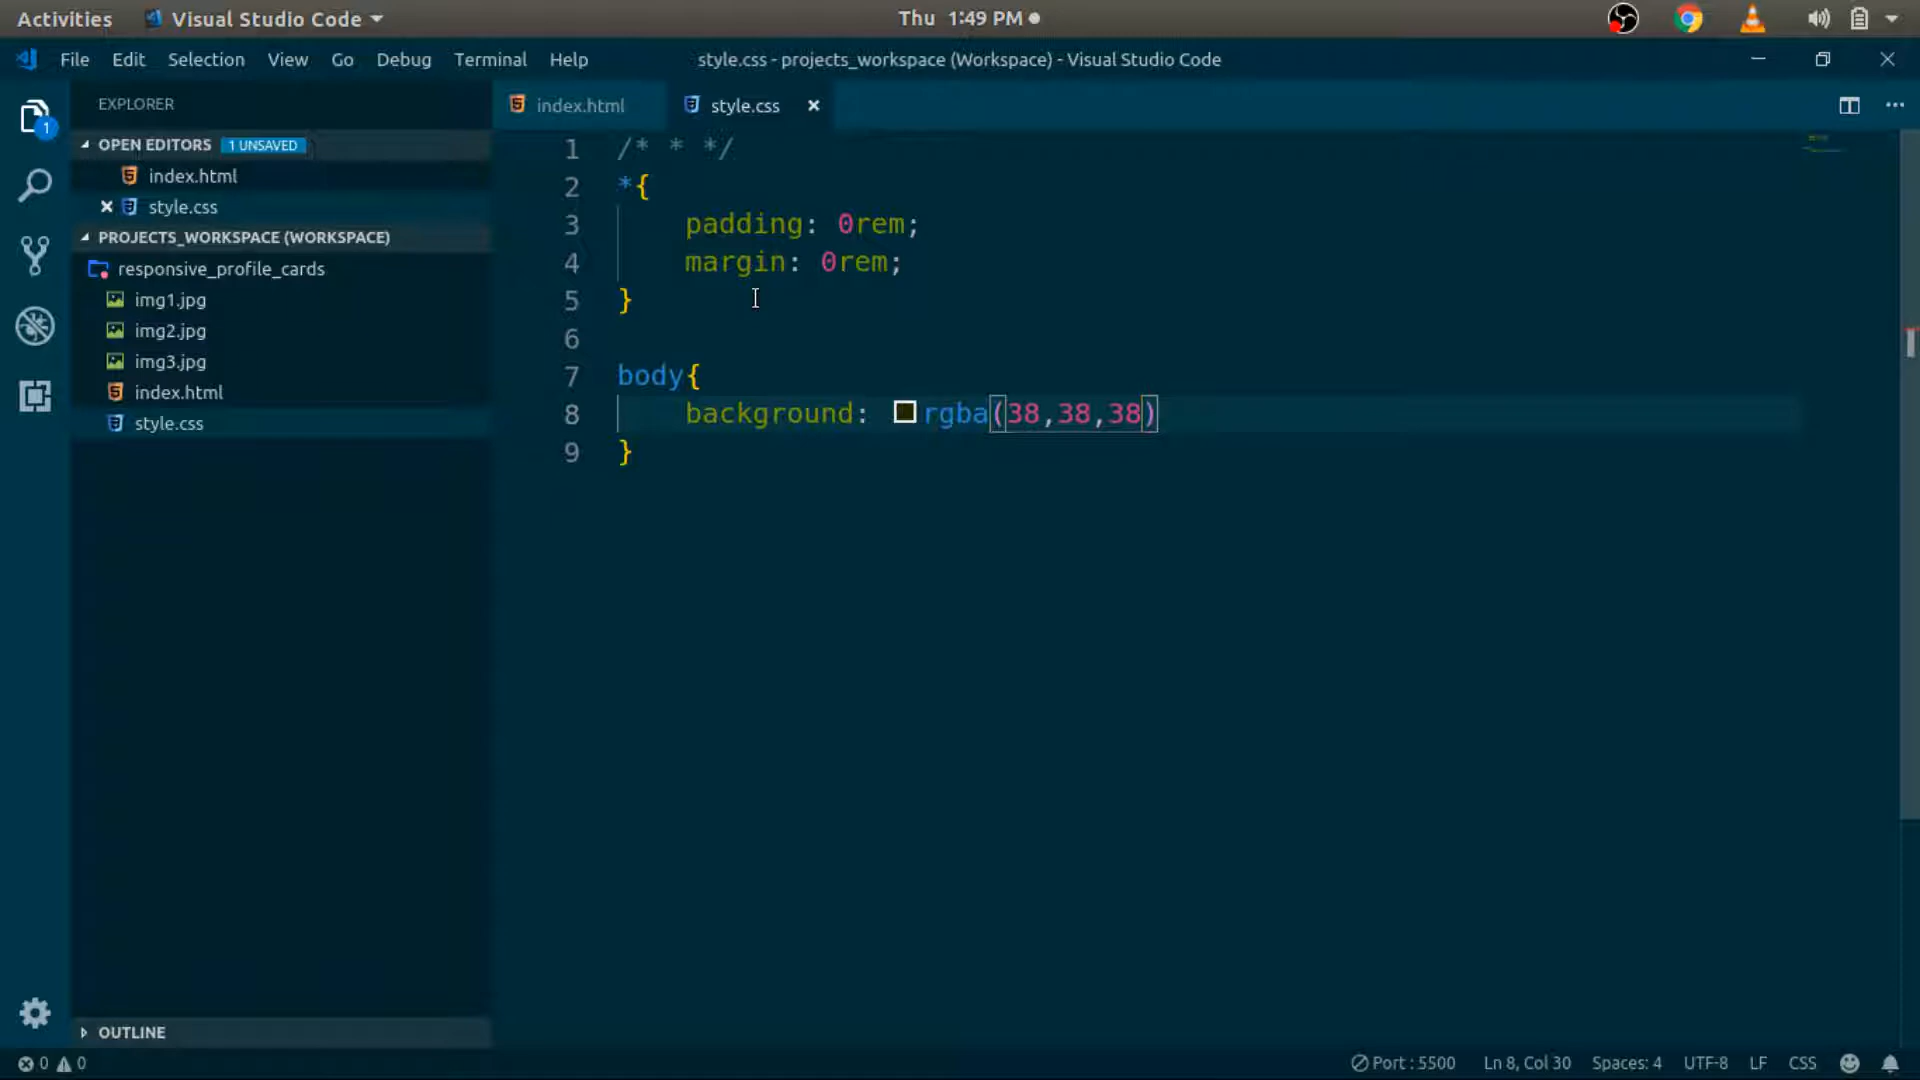 Activities Visual Studio Code Thu 1:49 PM
File Edit Selection View Go Debug Terminal Help style.css - projects_workspace (Workspace) - Visual Studio Code
EXPLORER
index.html style.css
OPEN EDITORS 1 UNSAVED
index.html
style.css
PROJECTS_WORKSPACE (WORKSPACE)
responsive_profile_cards
img1.jpg
img2.jpg
img3.jpg
index.html
style.css
OUTLINE
1 /* * */
2 *{
3 padding: 0rem;
4 margin: 0rem;
5 }
6
7 body{
8 background: rgba(38,38,38)
9 }
1
0 0 Port : 5500 Ln 8, Col 30 Spaces: 4 UTF-8 LF CSS